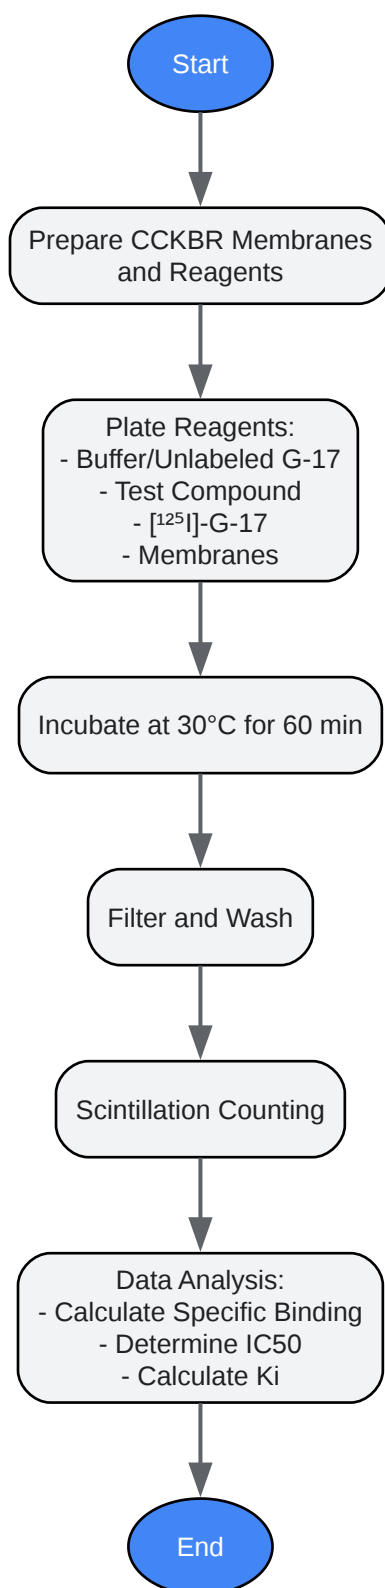 Start
Prepare CCKBR Membranes
and Reagents
Plate Reagents:
- Buffer/Unlabeled G-17
- Test Compound
- [¹²⁵I]-G-17
- Membranes
Incubate at 30°C for 60 min
Filter and Wash
Scintillation Counting
Data Analysis:
- Calculate Specific Binding
- Determine IC50
- Calculate Ki
End